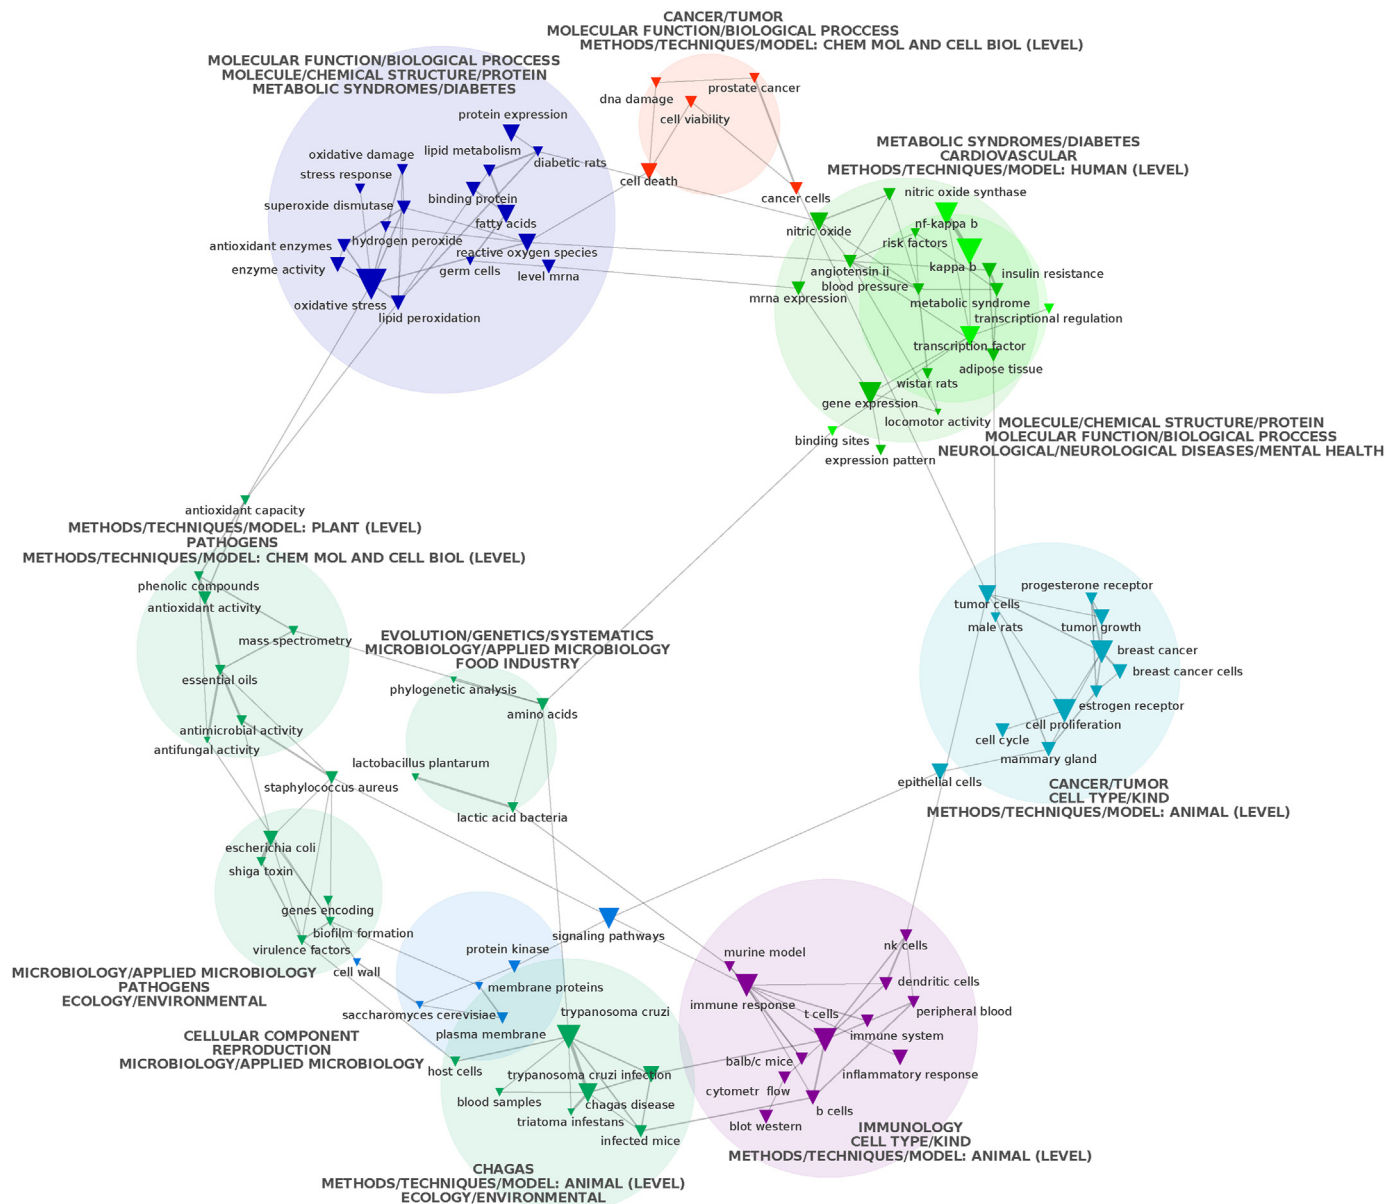 CANCER/TUMOR
MOLECULAR FUNCTION/BIOLOGICAL PROCCESS
METHODS/TECHNIQUES/MODEL: CHEM MOL AND CELL BIOL (LEVEL)
dna damage
prostate cancer
cell viability
cell death
cancer cells
MOLECULAR FUNCTION/BIOLOGICAL PROCCESS
MOLECULE/CHEMICAL STRUCTURE/PROTEIN
METABOLIC SYNDROMES/DIABETES
protein expression
oxidative damage
lipid metabolism
diabetic rats
stress response
binding protein
superoxide dismutase
fatty acids
antioxidant enzymes
hydrogen peroxide
reactive oxygen species
enzyme activity
germ cells
level mrna
oxidative stress
lipid peroxidation
METABOLIC SYNDROMES/DIABETES
CARDIOVASCULAR
METHODS/TECHNIQUES/MODEL: HUMAN (LEVEL)
nitric oxide synthase
nitric oxide
nf-kappa b
risk factors
kappa b
angiotensin ii
insulin resistance
blood pressure
mrna expression
metabolic syndrome
transcriptional regulation
transcription factor
adipose tissue
wistar rats
gene expression
locomotor activity
binding sites
expression pattern
MOLECULE/CHEMICAL STRUCTURE/PROTEIN
MOLECULAR FUNCTION/BIOLOGICAL PROCCESS
NEUROLOGICAL/NEUROLOGICAL DISEASES/MENTAL HEALTH
antioxidant capacity
METHODS/TECHNIQUES/MODEL: PLANT (LEVEL)
PATHOGENS
METHODS/TECHNIQUES/MODEL: CHEM MOL AND CELL BIOL (LEVEL)
phenolic compounds
antioxidant activity
mass spectrometry
essential oils
antimicrobial activity
antifungal activity
staphylococcus aureus
EVOLUTION/GENETICS/SYSTEMATICS
MICROBIOLOGY/APPLIED MICROBIOLOGY
FOOD INDUSTRY
phylogenetic analysis
amino acids
lactobacillus plantarum
lactic acid bacteria
progesterone receptor
tumor cells
male rats
tumor growth
breast cancer
breast cancer cells
estrogen receptor
cell proliferation
cell cycle
mammary gland
epithelial cells
CANCER/TUMOR
CELL TYPE/KIND
METHODS/TECHNIQUES/MODEL: ANIMAL (LEVEL)
escherichia coli
shiga toxin
genes encoding
biofilm formation
virulence factors
MICROBIOLOGY/APPLIED MICROBIOLOGY
PATHOGENS
ECOLOGY/ENVIRONMENTAL
signaling pathways
protein kinase
cell wall
membrane proteins
saccharomyces cerevisiae
plasma membrane
CELLULAR COMPONENT
REPRODUCTION
MICROBIOLOGY/APPLIED MICROBIOLOGY
trypanosoma cruzi
host cells
trypanosoma cruzi infection
blood samples
chagas disease
triatoma infestans
infected mice
CHAGAS
METHODS/TECHNIQUES/MODEL: ANIMAL (LEVEL)
ECOLOGY/ENVIRONMENTAL
nk cells
murine model
dendritic cells
immune response
t cells
peripheral blood
immune system
balb/c mice
inflammatory response
cytometr  flow
b cells
blot western
IMMUNOLOGY
CELL TYPE/KIND
METHODS/TECHNIQUES/MODEL: ANIMAL (LEVEL)